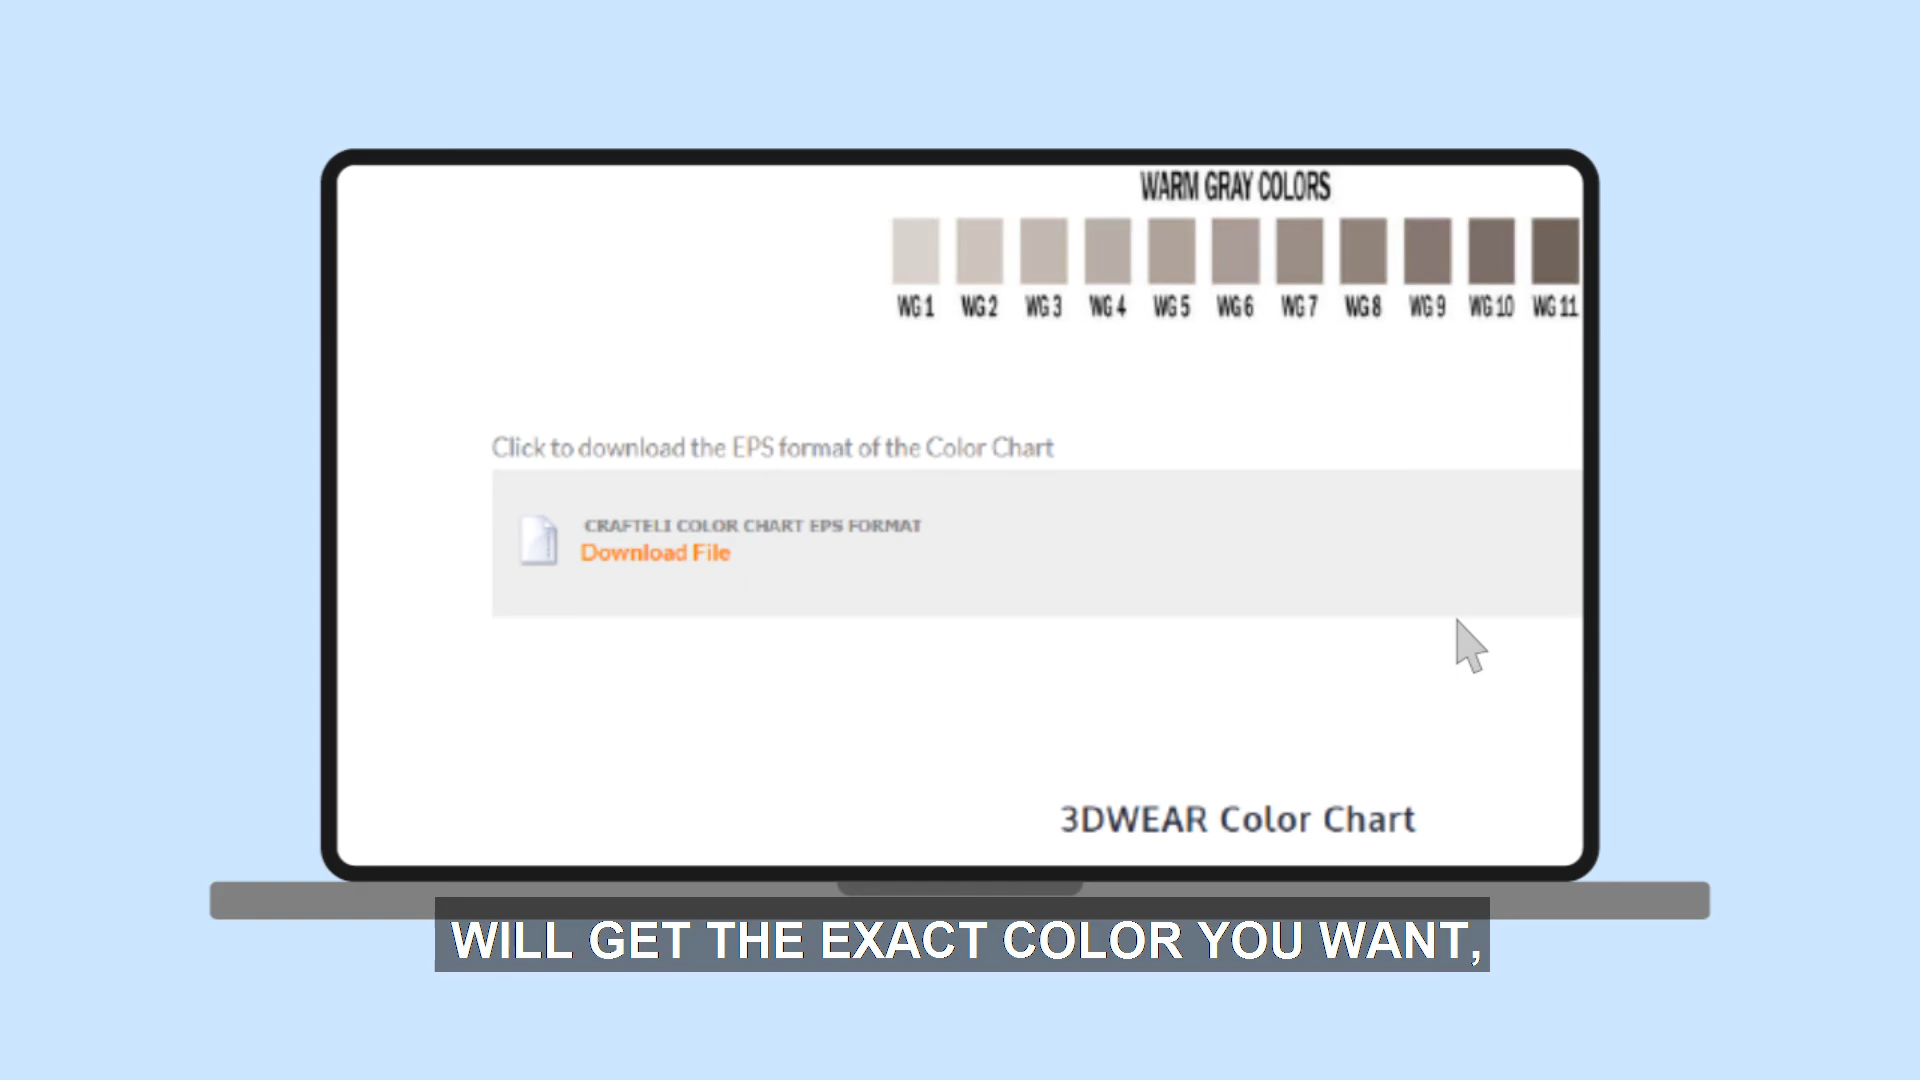 WARM GRAY COLORS
WG 1 WG 2 WG 3 WG 4 WG 5 WG 6 WG 7 WG 8 WG 9 WG 10 WG 11
Click to download the EPS format of the Color Chart
CRAFTELI COLOR CHART EPS FORMAT
Download File
3DWEAR Color Chart
WILL GET THE EXACT COLOR YOU WANT,